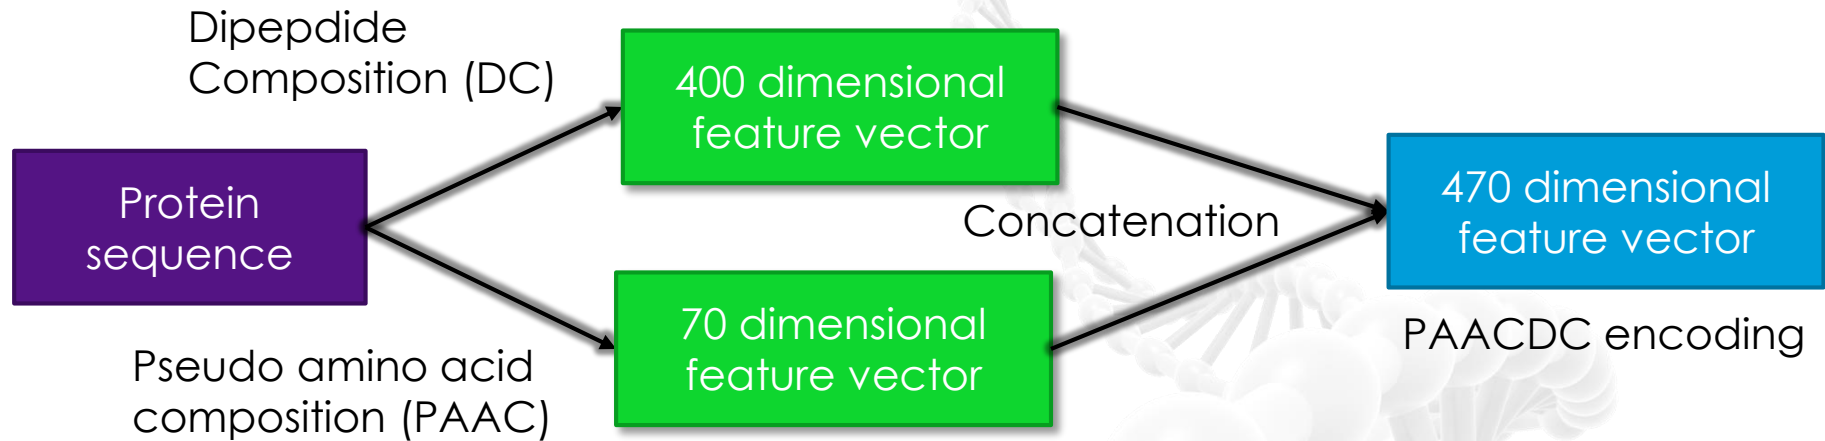 Dipepdide
Composition (DC)
400 dimensional
feature vector
Protein
sequence
Concatenation
470 dimensional
feature vector
70 dimensional
feature vector
PAACDC encoding
Pseudo amino acid
composition (PAAC)